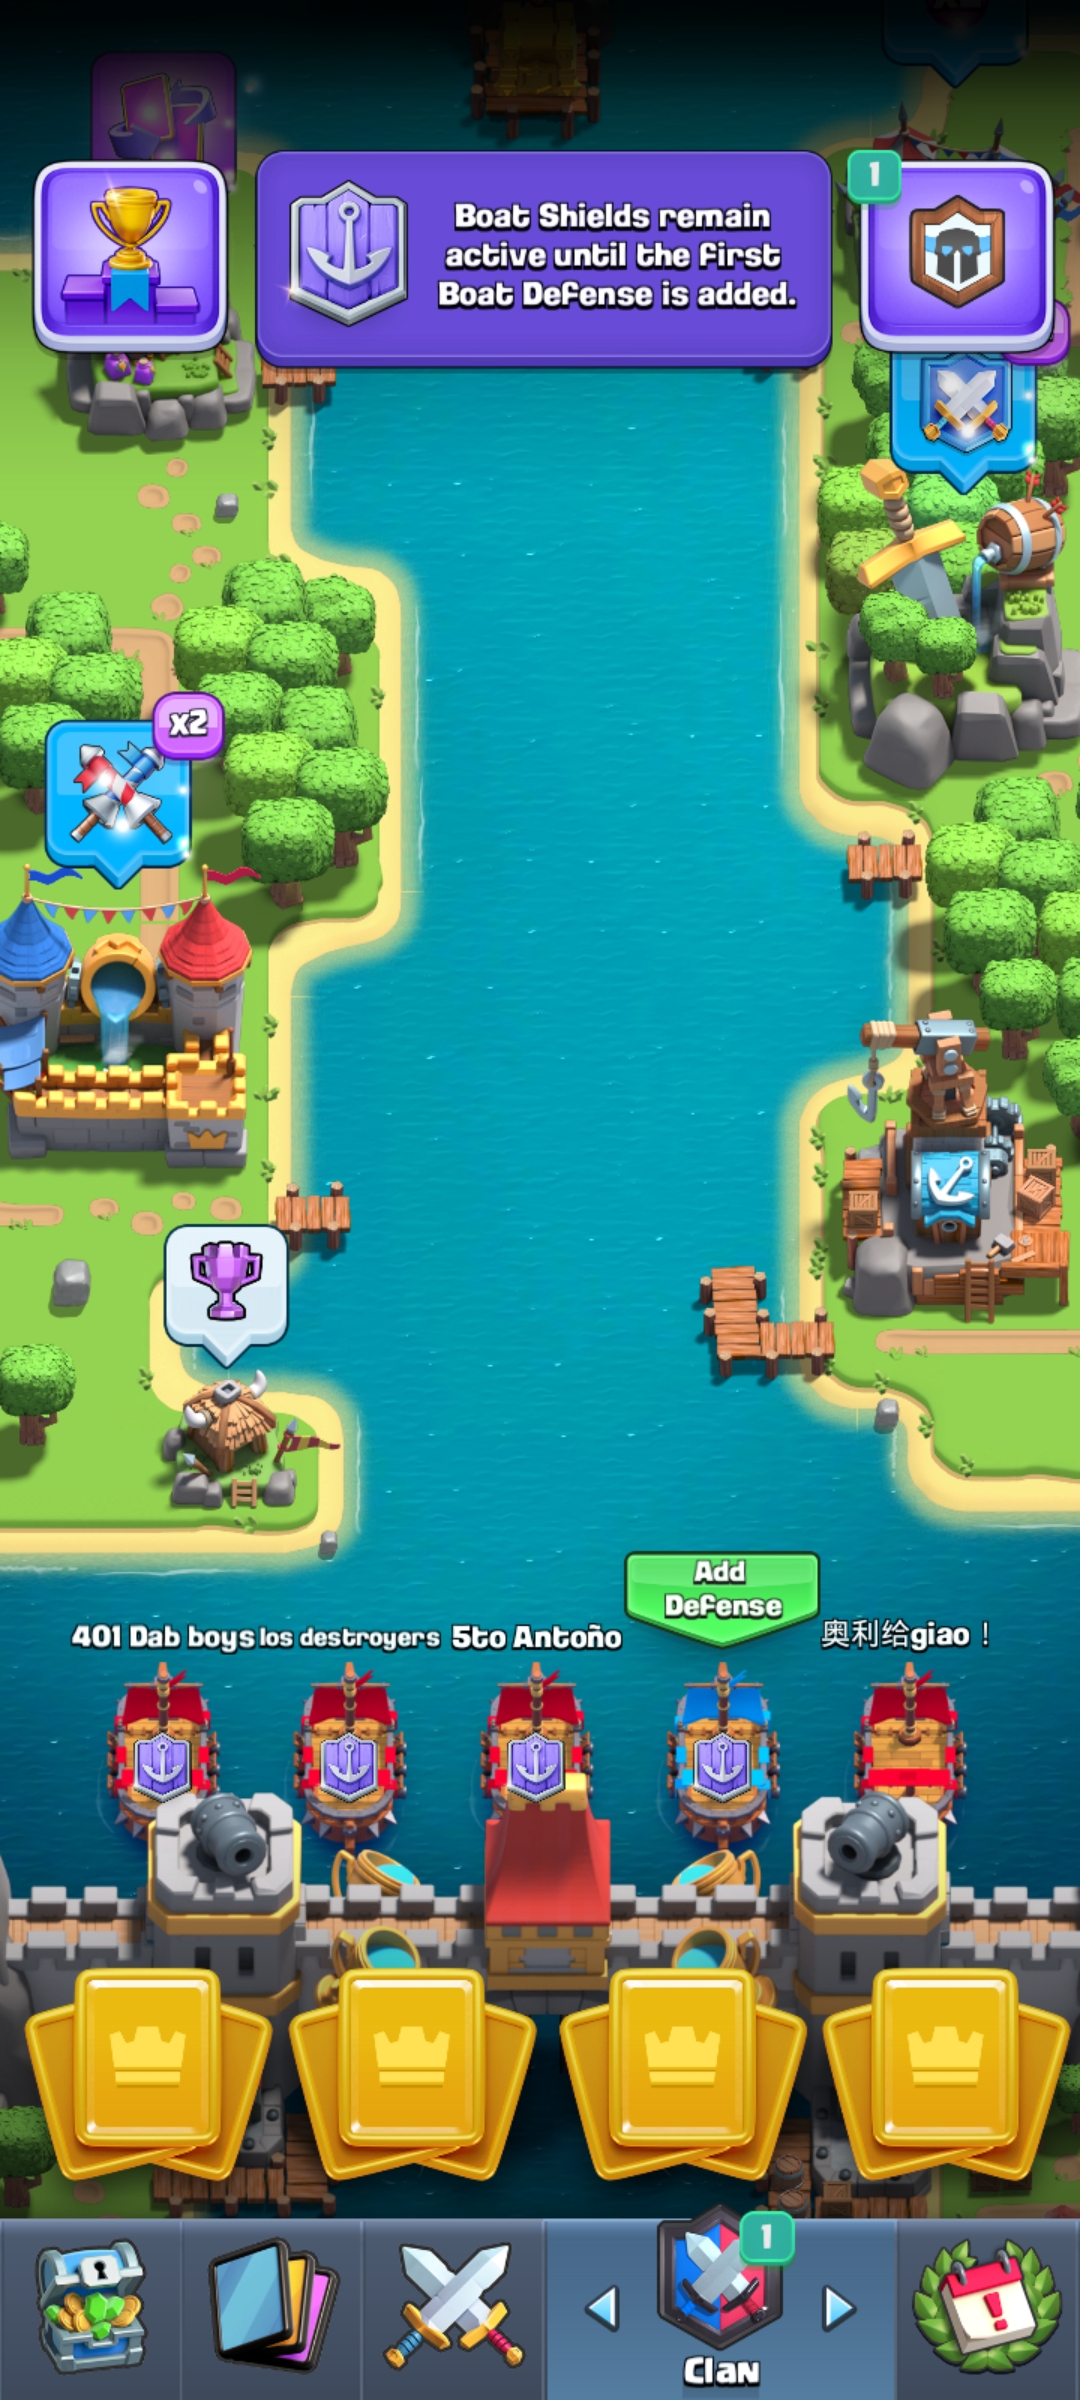 1
Boat Shields remain
active until the first
Boat Defense is added.
x2
Add
Defense
401 Dab boys
los destroyers
5to Antoño
奥利给giao！
1
Clan